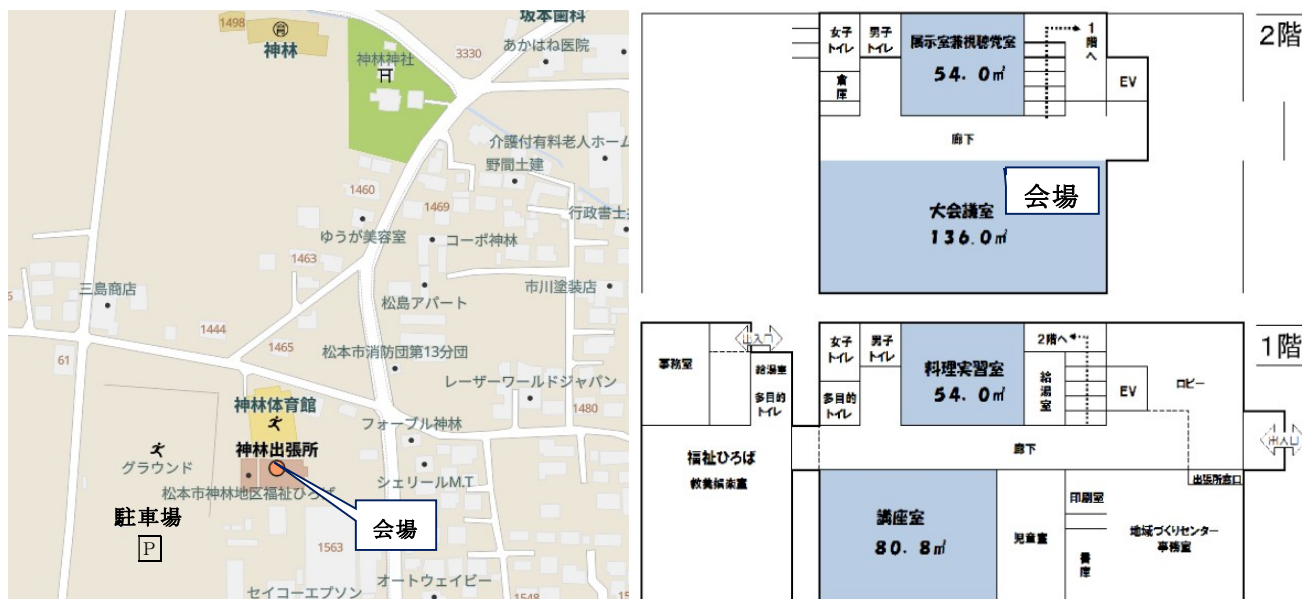 坂本歯科
1498
神林
あかはね医院
3330
神林神社
介護付有料老人ホーム
野間土建
1460
1469
行政書士
ゆうが美容室
コーポ神林
1463
市川塗装店
三島商店
松島アパート
1444
1465
松本市消防団第13分団
61
レーザーワールドジャパン
神林体育館
1480
フォーブル神林
神林出張所
グラウンド
シェリールM.T
松本市神林地区福祉ひろば
駐車場
P
会場
1563
オートウェイビー
セイコーエプソン
1548
2階
女子
トイレ
男子
トイレ
展示室兼視聴覚室
54.0㎡
1階へ
倉庫
EV
廊下
会場
大会議室
136.0㎡
1階
出入口
事務室
給湯室
多目的
トイレ
女子
トイレ
男子
トイレ
料理実習室
54.0㎡
2階へ
給湯室
EV
ロビー
多目的
トイレ
出入口
廊下
福祉ひろば
教養娯楽室
出張所窓口
講座室
80.8㎡
児童室
印刷室
書庫
地域づくりセンター
事務室